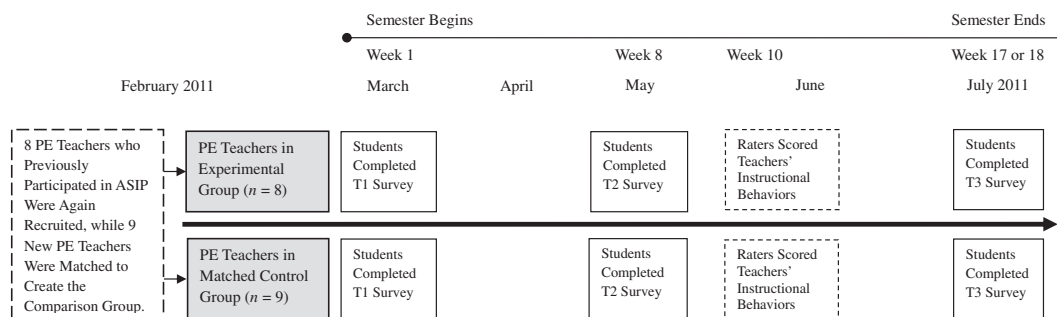 Semester Begins
Semester Ends
Week 1
Week 8
Week 10
Week 17 or 18
February 2011
March
April
May
June
July 2011
8 PE Teachers who
Previously
Participated in ASIP
Were Again
Recruited, while 9
New PE Teachers
Were Matched to
Create the
Comparison Group.
PE Teachers in
Experimental
Group (n = 8)
Students
Completed
T1 Survey
Students
Completed
T2 Survey
Raters Scored
Teachers'
Instructional
Behaviors
Students
Completed
T3 Survey
PE Teachers in
Matched Control
Group (n = 9)
Students
Completed
T1 Survey
Students
Completed
T2 Survey
Raters Scored
Teachers'
Instructional
Behaviors
Students
Completed
T3 Survey